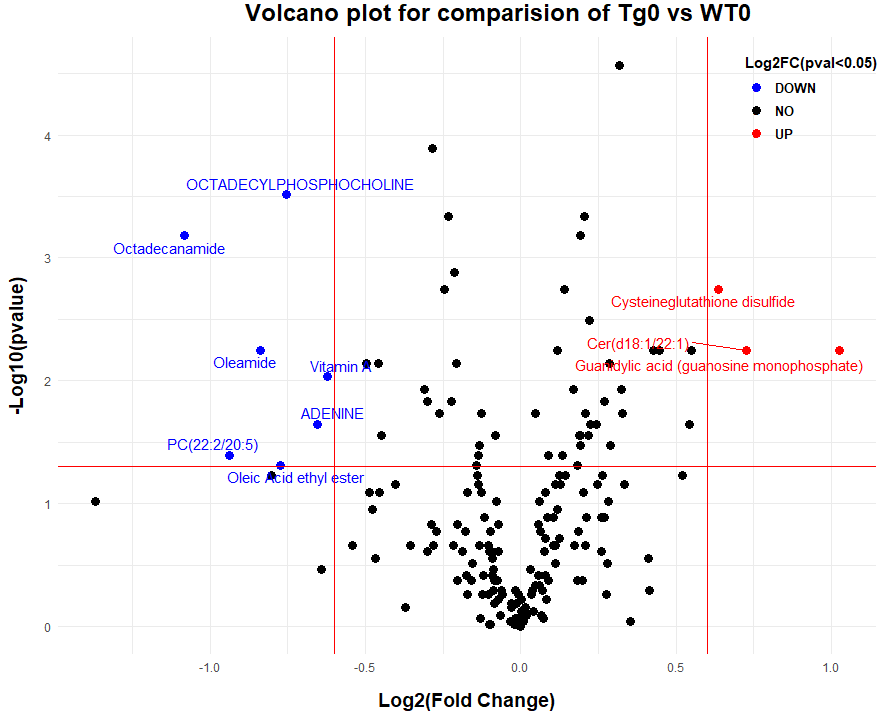 Volcano plot for comparision of Tg0 vs WT0
Log2FC(pval<0.05)
DOWN
NO
UP
4
3
2
1
0
-Log10(pvalue)
OCTADECYLPHOSPHOCHOLINE
Octadecanamide
Cysteineglutathione disulfide
Cer(d18:1/22:1)
Oleamide
Vitamin A
Guanidylic acid (guanosine monophosphate)
ADENINE
PC(22:2/20:5)
Oleic Acid ethyl ester
-1.0
-0.5
0.0
0.5
1.0
Log2(Fold Change)